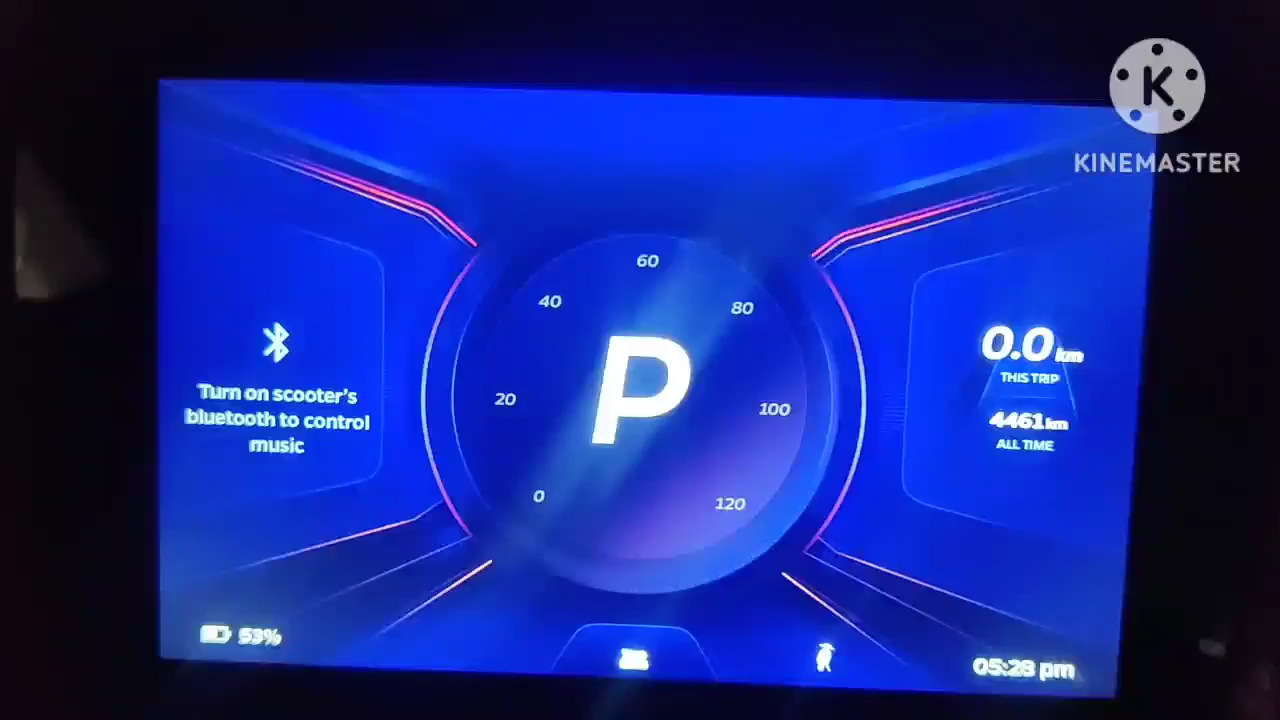 K
KINEMASTER
60
40
80
P
20
100
0
120
Turn on scooter's
bluetooth to control
music
0.0 km
THIS TRIP
4461 km
ALL TIME
53%
05:28 pm